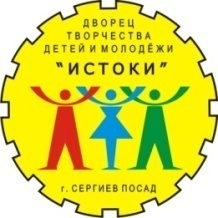 ДВОРЕЦ
ТВОРЧЕСТВА
ДЕТЕЙ И МОЛОДЁЖИ
"ИСТОКИ"
г. СЕРГИЕВ ПОСАД